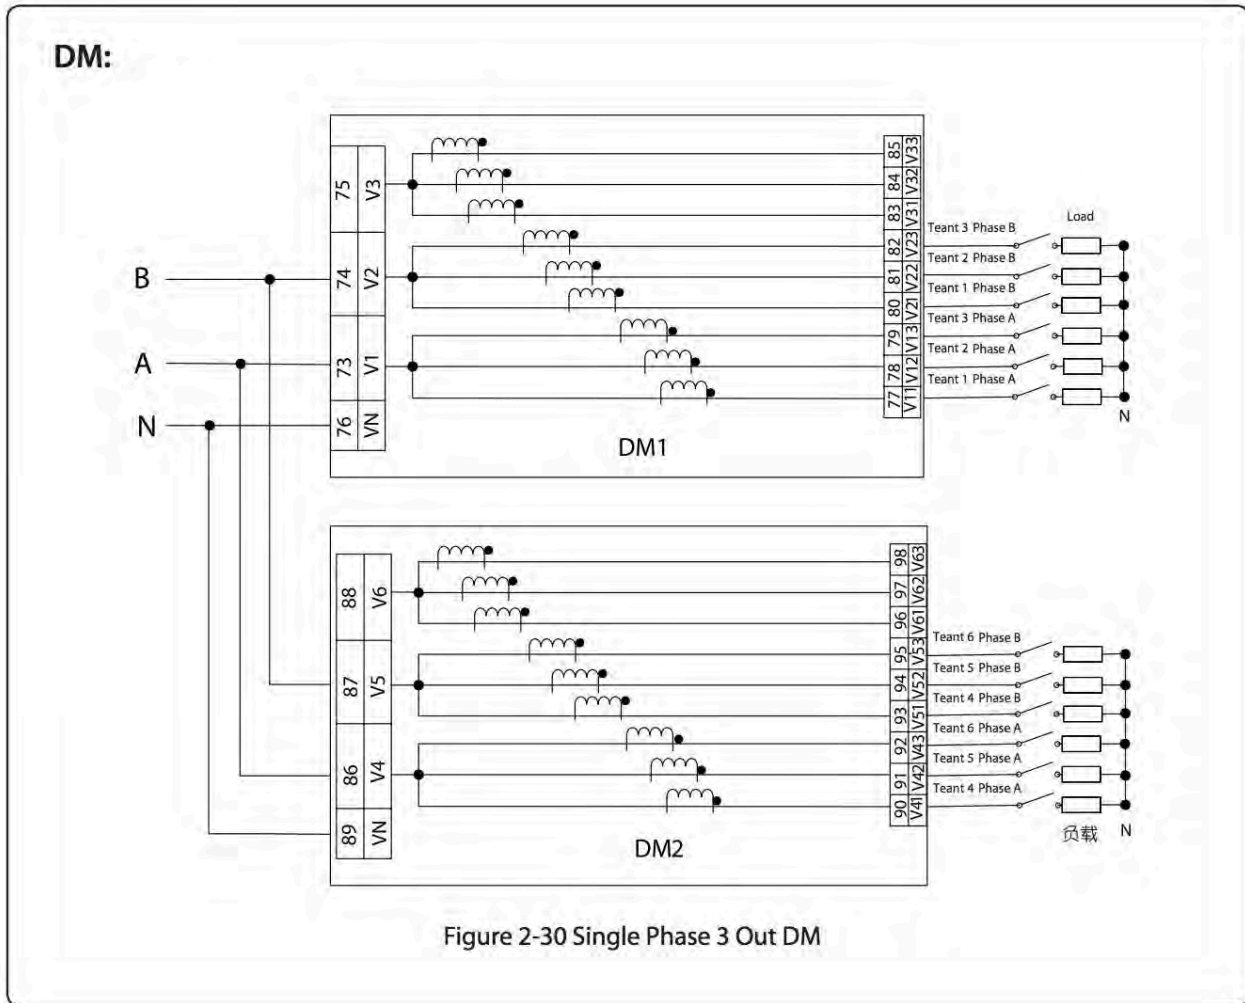 DM:
75 V3
74 V2
73 V1
76 VN
85 V33
84 V32
83 V31
82 V23
81 V22
80 V21
79 V13
78 V12
77 V11
B
A
N
Teant 3 Phase B
Teant 2 Phase B
Teant 1 Phase B
Teant 3 Phase A
Teant 2 Phase A
Teant 1 Phase A
Load
N
DM1
88 V6
87 V5
86 V4
89 VN
98 V63
97 V62
96 V61
95 V53
94 V52
93 V51
92 V43
91 V42
90 V41
Teant 6 Phase B
Teant 5 Phase B
Teant 4 Phase B
Teant 6 Phase A
Teant 5 Phase A
Teant 4 Phase A
负载
N
DM2
Figure 2-30 Single Phase 3 Out DM